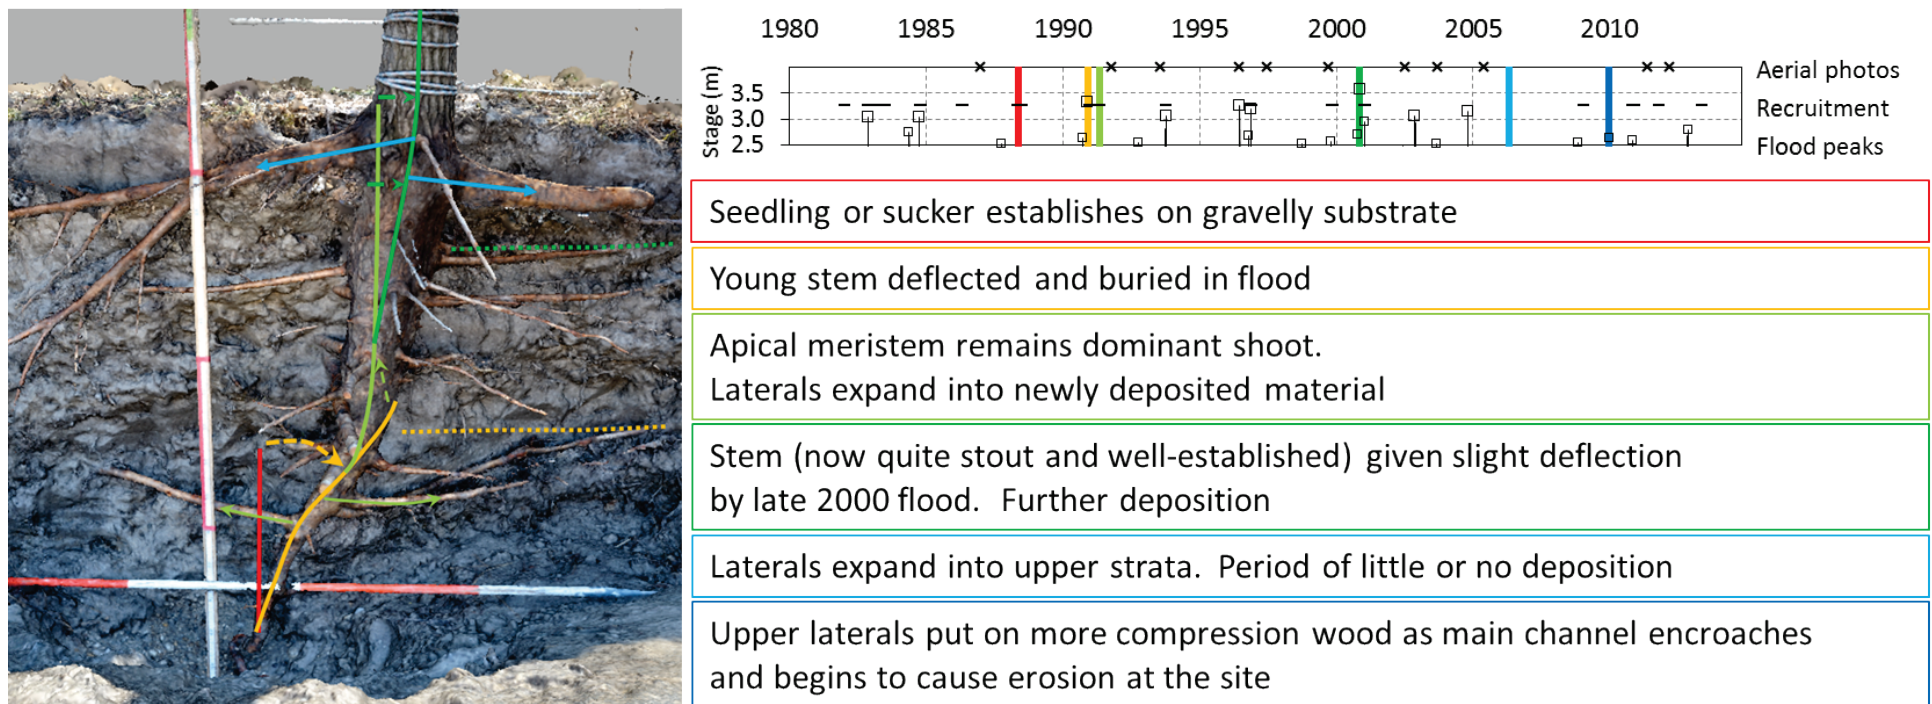 1980 1985 1990 1995 2000 2005 2010
Aerial photos
3.5
Recruitment
3.0
2.5
Flood peaks
Stage (m)
Seedling or sucker establishes on gravelly substrate
Young stem deflected and buried in flood
Apical meristem remains dominant shoot.
Laterals expand into newly deposited material
Stem (now quite stout and well-established) given slight deflection
by late 2000 flood. Further deposition
Laterals expand into upper strata. Period of little or no deposition
Upper laterals put on more compression wood as main channel encroaches
and begins to cause erosion at the site